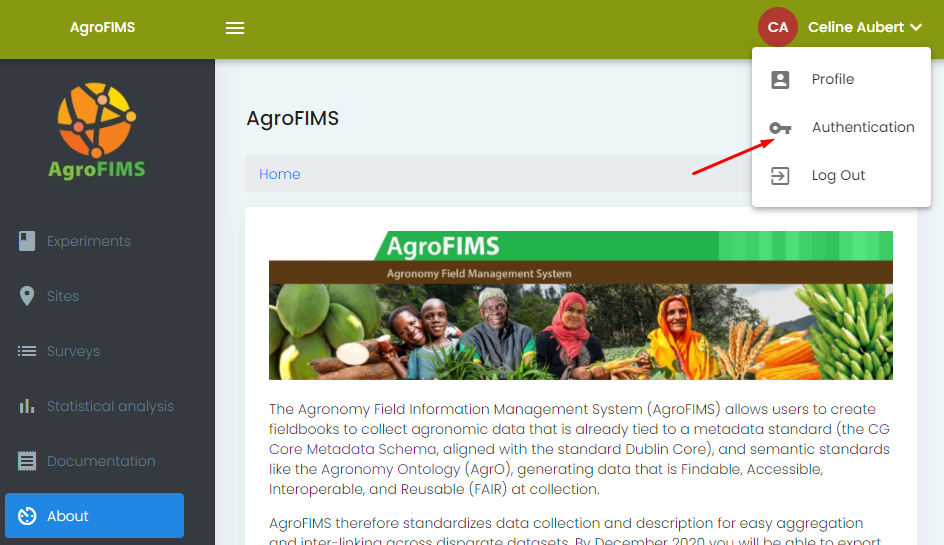 AgroFIMS
CA
Celine Aubert
Profile
Authentication
Log Out
AgroFIMS
Experiments
Sites
Surveys
Statistical analysis
Documentation
About
AgroFIMS
Home
AgroFIMS
Agronomy Field Management System
The Agronomy Field Information Management System (AgroFIMS) allows users to create
fieldbooks to collect agronomic data that is already tied to a metadata standard (the CG
Core Metadata Schema, aligned with the standard Dublin Core), and semantic standards
like the Agronomy Ontology (AgrO), generating data that is Findable, Accessible,
Interoperable, and Reusable (FAIR) at collection.
AgroFIMS therefore standardizes data collection and description for easy aggregation
and inter-linking across disparate datasets. By December 2020 you will be able to export